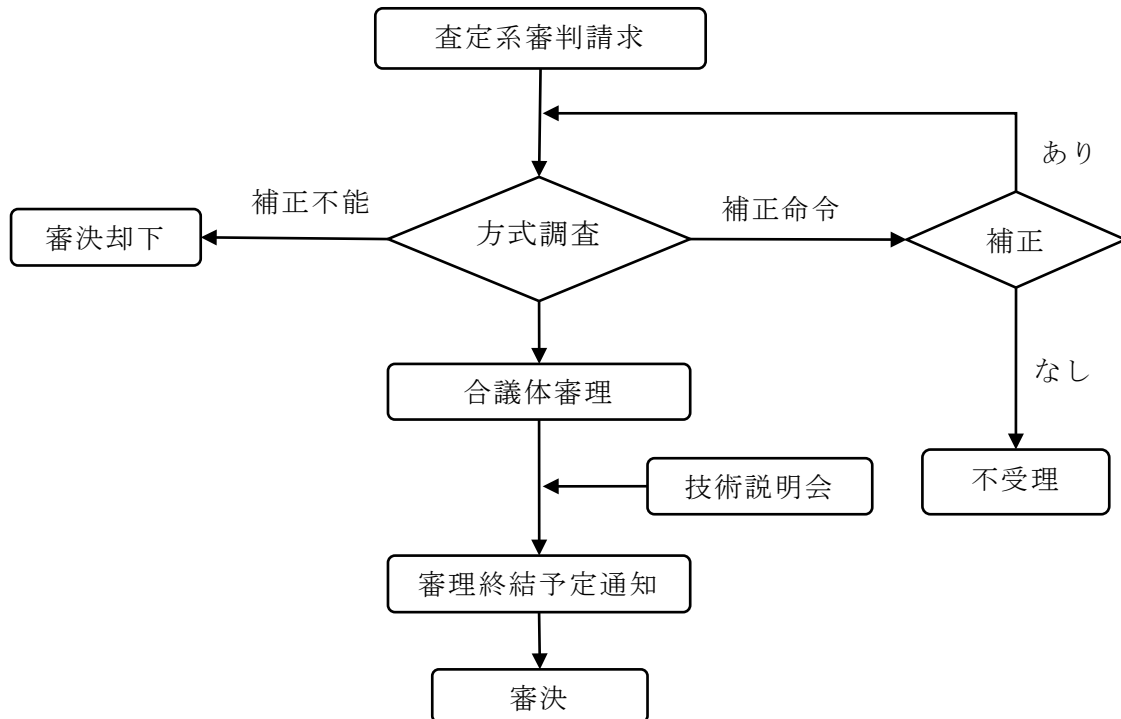 査定系審判請求
あり
補正不能
補正命令
審決却下
方式調査
補正
なし
合議体審理
技術説明会
不受理
審理終結予定通知
審決